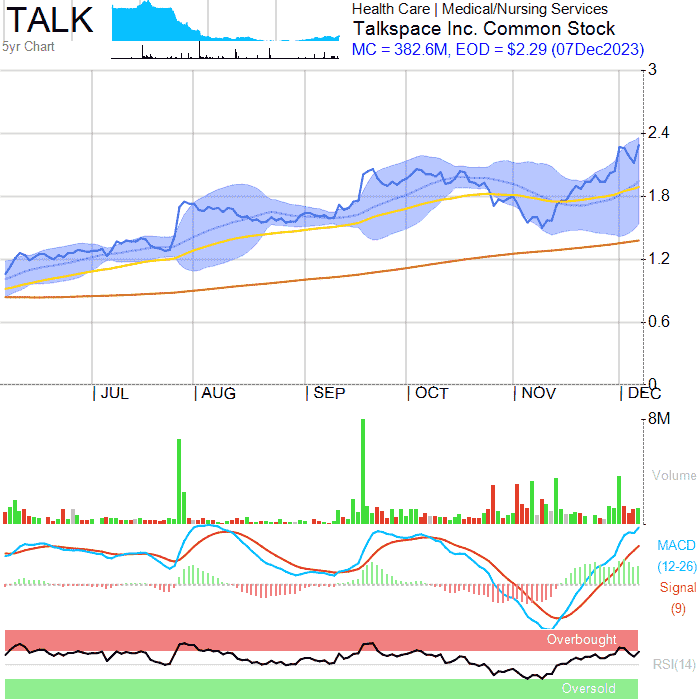 TALK
5yr Chart
Health Care | Medical/Nursing Services
Talkspace Inc. Common Stock
MC = 382.6M, EOD = $2.29 (07Dec2023)
3
2.4
1.8
1.2
0.6
0
| JUL | AUG | SEP | OCT | NOV | DEC
8M
Volume
MACD
(12-26)
Signal
(9)
Overbought
RSI(14)
Oversold